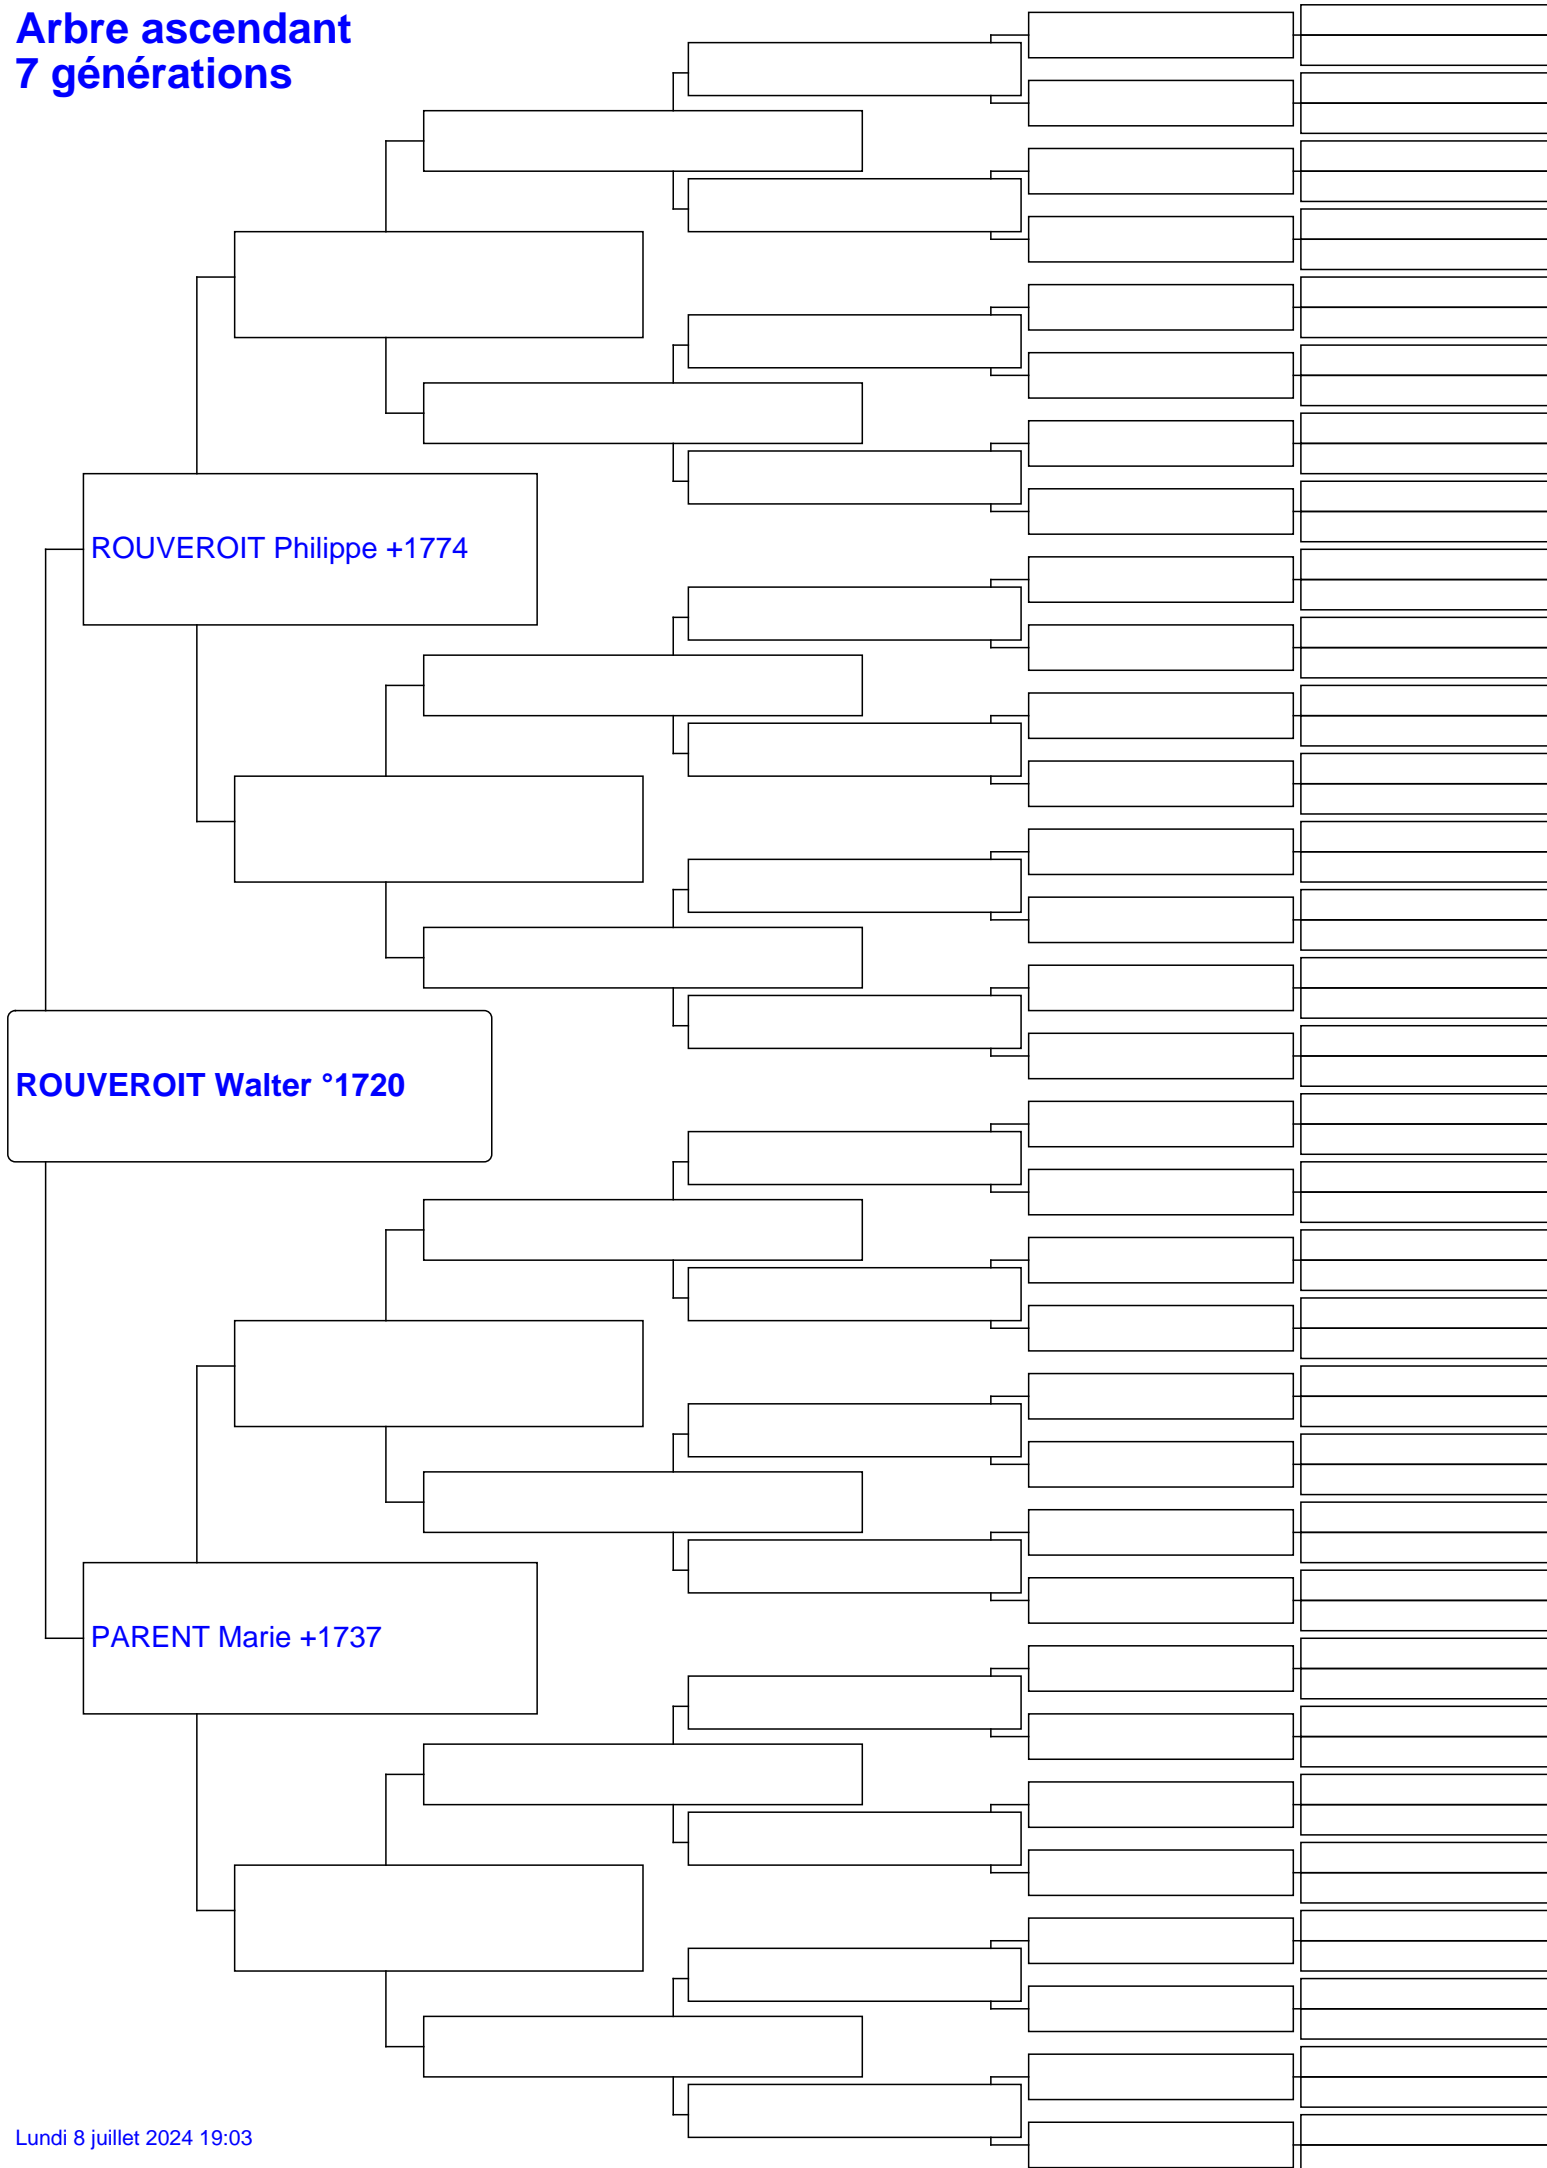 Arbre ascendant
7 générations
ROUVEROIT Philippe +1774
ROUVEROIT Walter °1720
PARENT Marie +1737
Lundi 8 juillet 2024 19:03